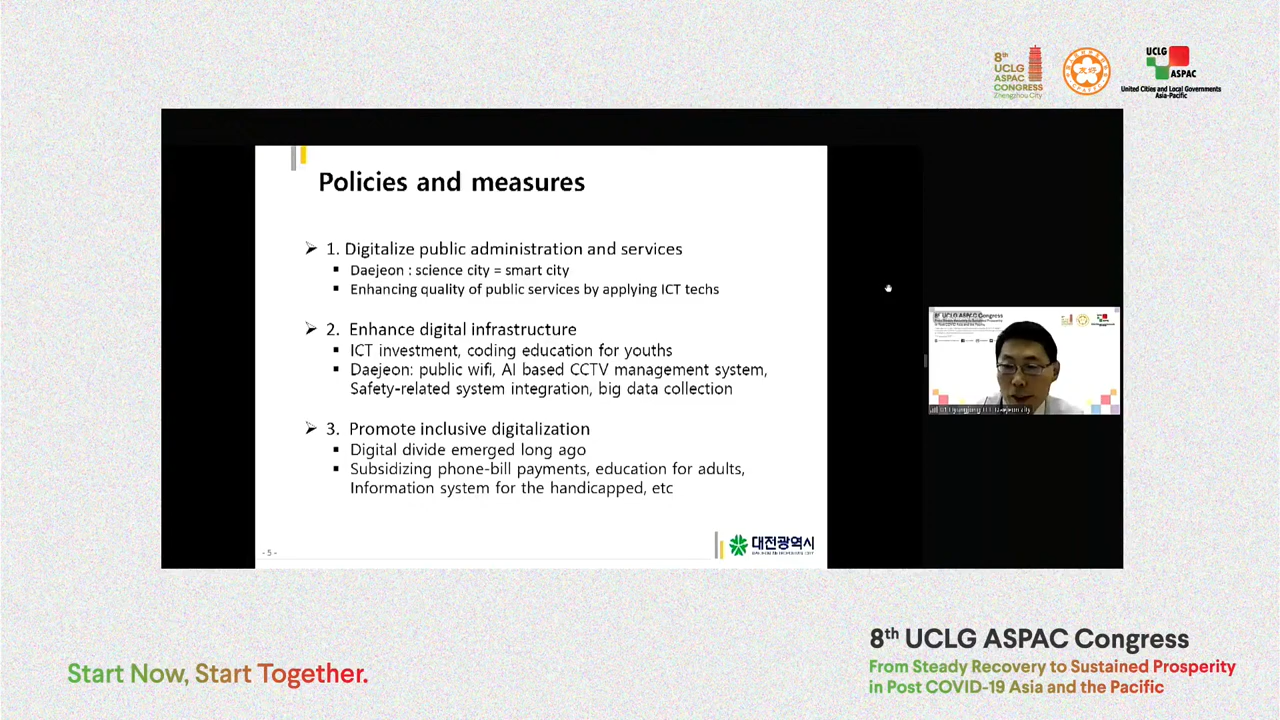 8th
UCLG
ASPAC
CONGRESS
Zhengzhou City
UCLG
ASPAC
United Cities and Local Governments
Asia-Pacific
Policies and measures
➢ 1. Digitalize public administration and services
▪ Daejeon : science city = smart city
▪ Enhancing quality of public services by applying ICT techs
➢ 2. Enhance digital infrastructure
▪ ICT investment, coding education for youths
▪ Daejeon: public wifi, AI based CCTV management system,
Safety-related system integration, big data collection
➢ 3. Promote inclusive digitalization
▪ Digital divide emerged long ago
▪ Subsidizing phone-bill payments, education for adults,
Information system for the handicapped, etc
- 5 -
대전광역시
8th UCLG ASPAC Congress
Start Now, Start Together.
8th UCLG ASPAC Congress
From Steady Recovery to Sustained Prosperity
in Post COVID-19 Asia and the Pacific